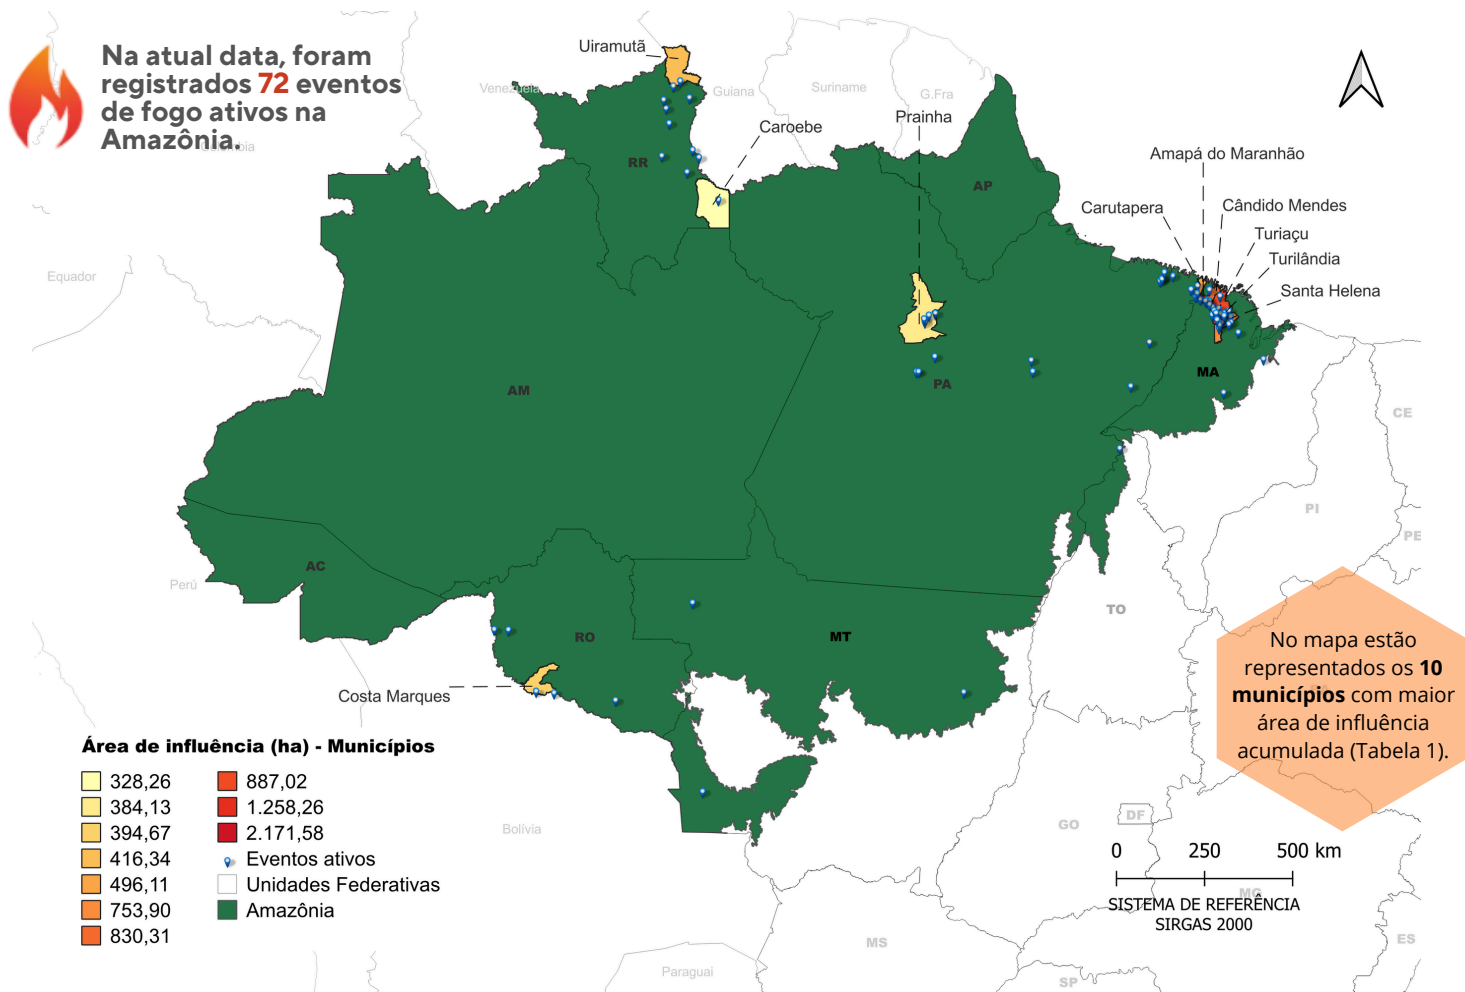 Na atual data, foram
registrados 72 eventos
de fogo ativos na
Amazônia.
Uiramutã
Venezuela
Guiana
Suriname
G.Fra
Prainha
Caroebe
Colombia
RR
AP
Amapá do Maranhão
Carutapera
Cândido Mendes
Turiaçu
Turilândia
Santa Helena
Equador
AM
PA
MA
CE
PI
PE
AC
Perú
RO
MT
TO
Costa Marques
No mapa estão
representados os 10
municípios com maior
área de influência
acumulada (Tabela 1).
Área de influência (ha) - Municípios
328,26
384,13
394,67
416,34
496,11
753,90
830,31
887,02
1.258,26
2.171,58
Eventos ativos
Unidades Federativas
Amazônia
Bolívia
GO
DF
0 250 500 km
MG
SISTEMA DE REFERÊNCIA
SIRGAS 2000
MS
ES
Paraguai
SP